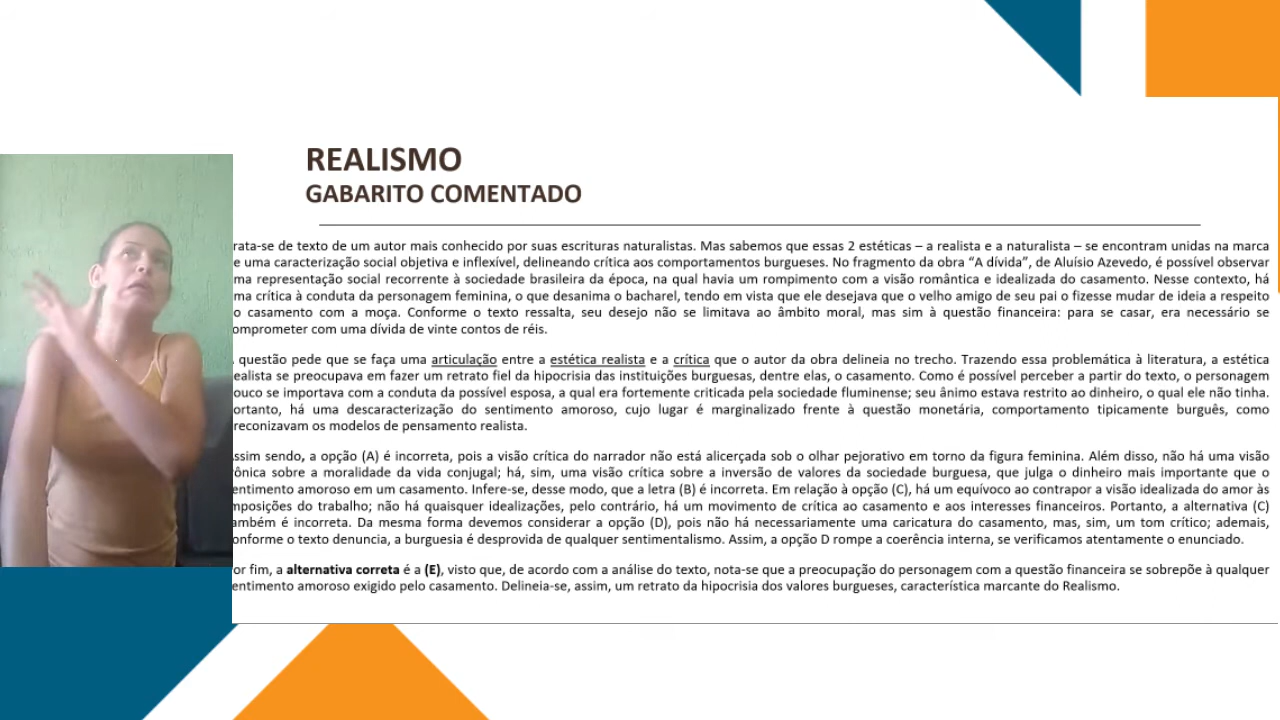 REALISMO
GABARITO COMENTADO
rata-se de texto de um autor mais conhecido por suas escrituras naturalistas. Mas sabemos que essas 2 estéticas – a realista e a naturalista – se encontram unidas na marca
e uma caracterização social objetiva e inflexível, delineando crítica aos comportamentos burgueses. No fragmento da obra “A dívida”, de Aluísio Azevedo, é possível observar
ma representação social recorrente à sociedade brasileira da época, na qual havia um rompimento com a visão romântica e idealizada do casamento. Nesse contexto, há
ma crítica à conduta da personagem feminina, o que desanima o bacharel, tendo em vista que ele desejava que o velho amigo de seu pai o fizesse mudar de ideia a respeito
o casamento com a moça. Conforme o texto ressalta, seu desejo não se limitava ao âmbito moral, mas sim à questão financeira: para se casar, era necessário se
omprometer com uma dívida de vinte contos de réis.
questão pede que se faça uma articulação entre a estética realista e a crítica que o autor da obra delineia no trecho. Trazendo essa problemática à literatura, a estética
ealista se preocupava em fazer um retrato fiel da hipocrisia das instituições burguesas, dentre elas, o casamento. Como é possível perceber a partir do texto, o personagem
ouco se importava com a conduta da possível esposa, a qual era fortemente criticada pela sociedade fluminense; seu ânimo estava restrito ao dinheiro, o qual ele não tinha.
ortanto, há uma descaracterização do sentimento amoroso, cujo lugar é marginalizado frente à questão monetária, comportamento tipicamente burguês, como
reconizavam os modelos de pensamento realista.
ssim sendo, a opção (A) é incorreta, pois a visão crítica do narrador não está alicerçada sob o olhar pejorativo em torno da figura feminina. Além disso, não há uma visão
rônica sobre a moralidade da vida conjugal; há, sim, uma visão crítica sobre a inversão de valores da sociedade burguesa, que julga o dinheiro mais importante que o
entimento amoroso em um casamento. Infere-se, desse modo, que a letra (B) é incorreta. Em relação à opção (C), há um equívoco ao contrapor a visão idealizada do amor às
mposições do trabalho; não há quaisquer idealizações, pelo contrário, há um movimento de crítica ao casamento e aos interesses financeiros. Portanto, a alternativa (C)
ambém é incorreta. Da mesma forma devemos considerar a opção (D), pois não há necessariamente uma caricatura do casamento, mas, sim, um tom crítico; ademais,
onforme o texto denuncia, a burguesia é desprovida de qualquer sentimentalismo. Assim, a opção D rompe a coerência interna, se verificamos atentamente o enunciado.
or fim, a alternativa correta é a (E), visto que, de acordo com a análise do texto, nota-se que a preocupação do personagem com a questão financeira se sobrepõe à qualquer
entimento amoroso exigido pelo casamento. Delineia-se, assim, um retrato da hipocrisia dos valores burgueses, característica marcante do Realismo.